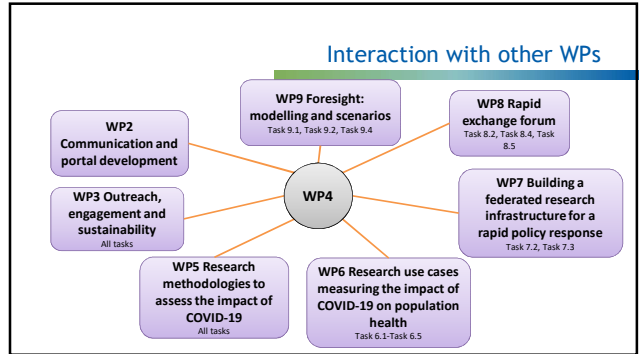 Interaction with other WPs
WP9 Foresight:
modelling and scenarios
Task 9.1, Task 9.2, Task 9.4
WP8 Rapid
exchange forum
Task 8.2, Task 8.4, Task
8.5
WP2
Communication and
portal development
WP4
WP7 Building a
federated research
infrastructure for a
rapid policy response
Task 7.2, Task 7.3
WP3 Outreach,
engagement and
sustainability
All tasks
WP5 Research
methodologies to
assess the impact of
COVID-19
All tasks
WP6 Research use cases
measuring the impact of
COVID-19 on population
health
Task 6.1-Task 6.5